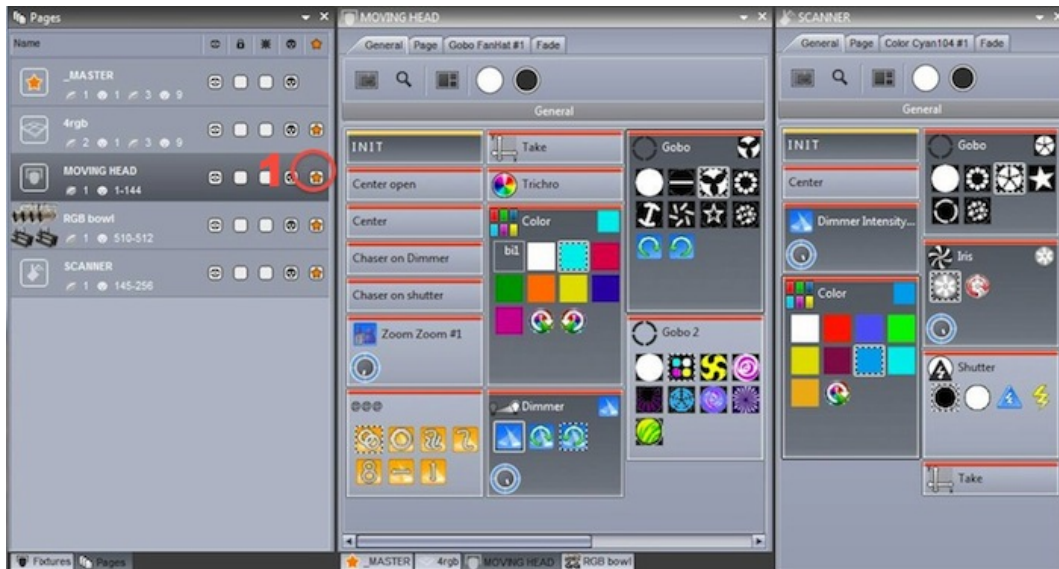 Pages
Name
_MASTER
1 1 3 9
4rgb
2 1 3 9
MOVING HEAD
1 1-144
RGB bowl
1 510-512
SCANNER
1 145-256
1
Fixtures Pages
MOVING HEAD
General Page Gobo FanHat #1 Fade
General
INIT
Center open
Center
Chaser on Dimmer
Chaser on shutter
Zoom Zoom #1
Take
Trichro
Color
bi1
Dimmer
Gobo
Gobo 2
_MASTER 4rgb MOVING HEAD RGB bowl
SCANNER
General Page Color Cyan104 #1 Fade
General
INIT
Center
Dimmer Intensity...
Color
Gobo
Iris
Shutter
Take